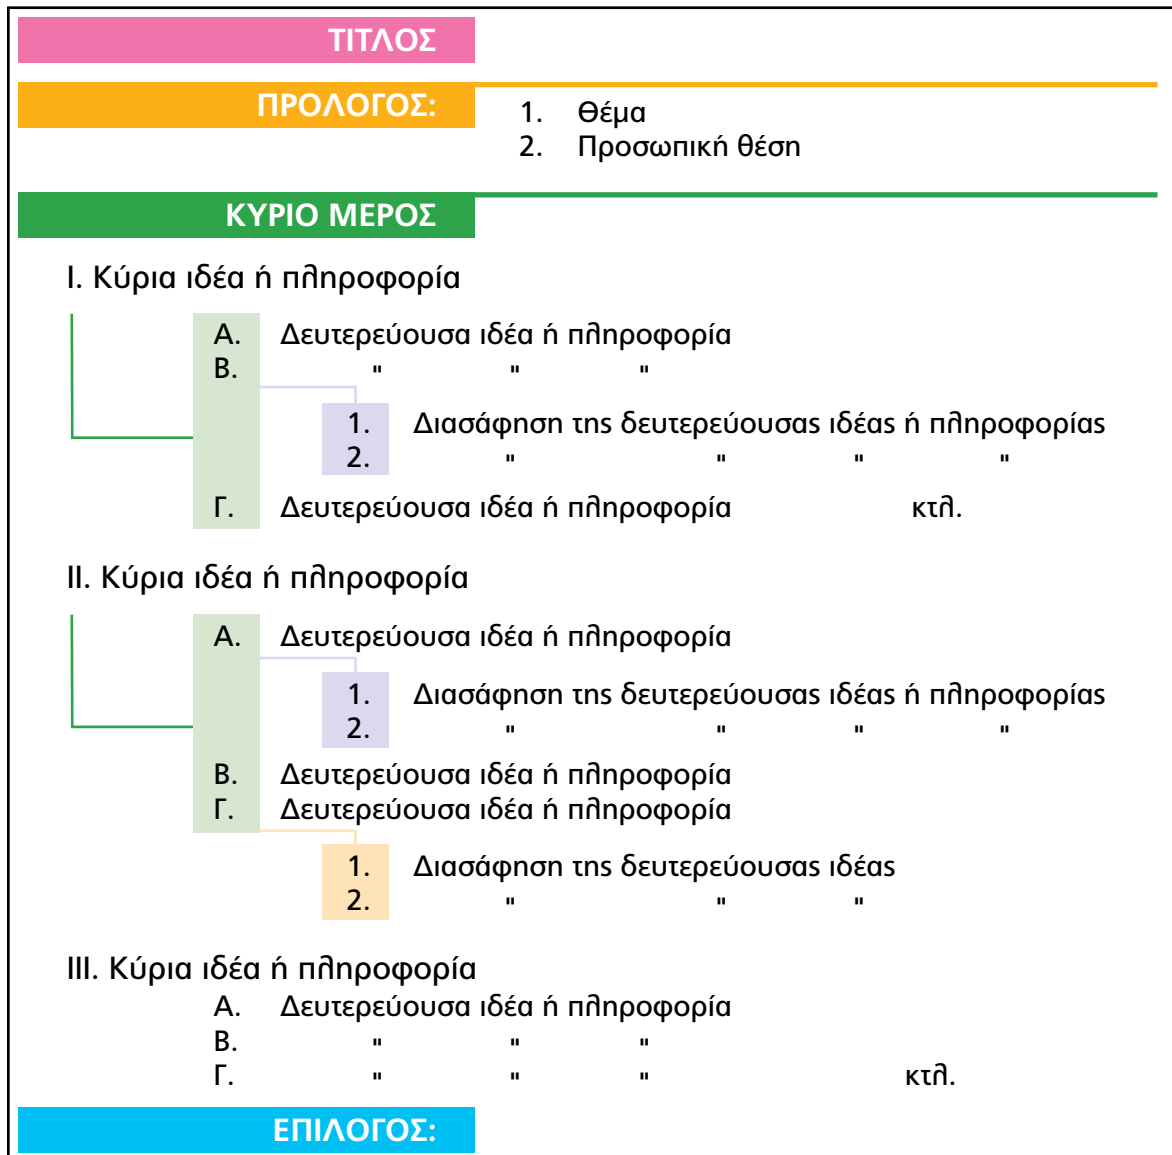 ΤΙΤΛΟΣ
ΠΡΟΛΟΓΟΣ:
1. Θέμα
2. Προσωπική θέση
ΚΥΡΙΟ ΜΕΡΟΣ
Ι. Κύρια ιδέα ή πληροφορία
Α. Δευτερεύουσα ιδέα ή πληροφορία
Β. " " "
1. Διασάφηση της δευτερεύουσας ιδέας ή πληροφορίας
2. " " " "
Γ. Δευτερεύουσα ιδέα ή πληροφορία κτλ.
ΙΙ. Κύρια ιδέα ή πληροφορία
Α. Δευτερεύουσα ιδέα ή πληροφορία
1. Διασάφηση της δευτερεύουσας ιδέας ή πληροφορίας
2. " " " "
Β. Δευτερεύουσα ιδέα ή πληροφορία
Γ. Δευτερεύουσα ιδέα ή πληροφορία
1. Διασάφηση της δευτερεύουσας ιδέας
2. " " "
ΙΙΙ. Κύρια ιδέα ή πληροφορία
Α. Δευτερεύουσα ιδέα ή πληροφορία
Β. " " "
Γ. " " " κτλ.
ΕΠΙΛΟΓΟΣ: